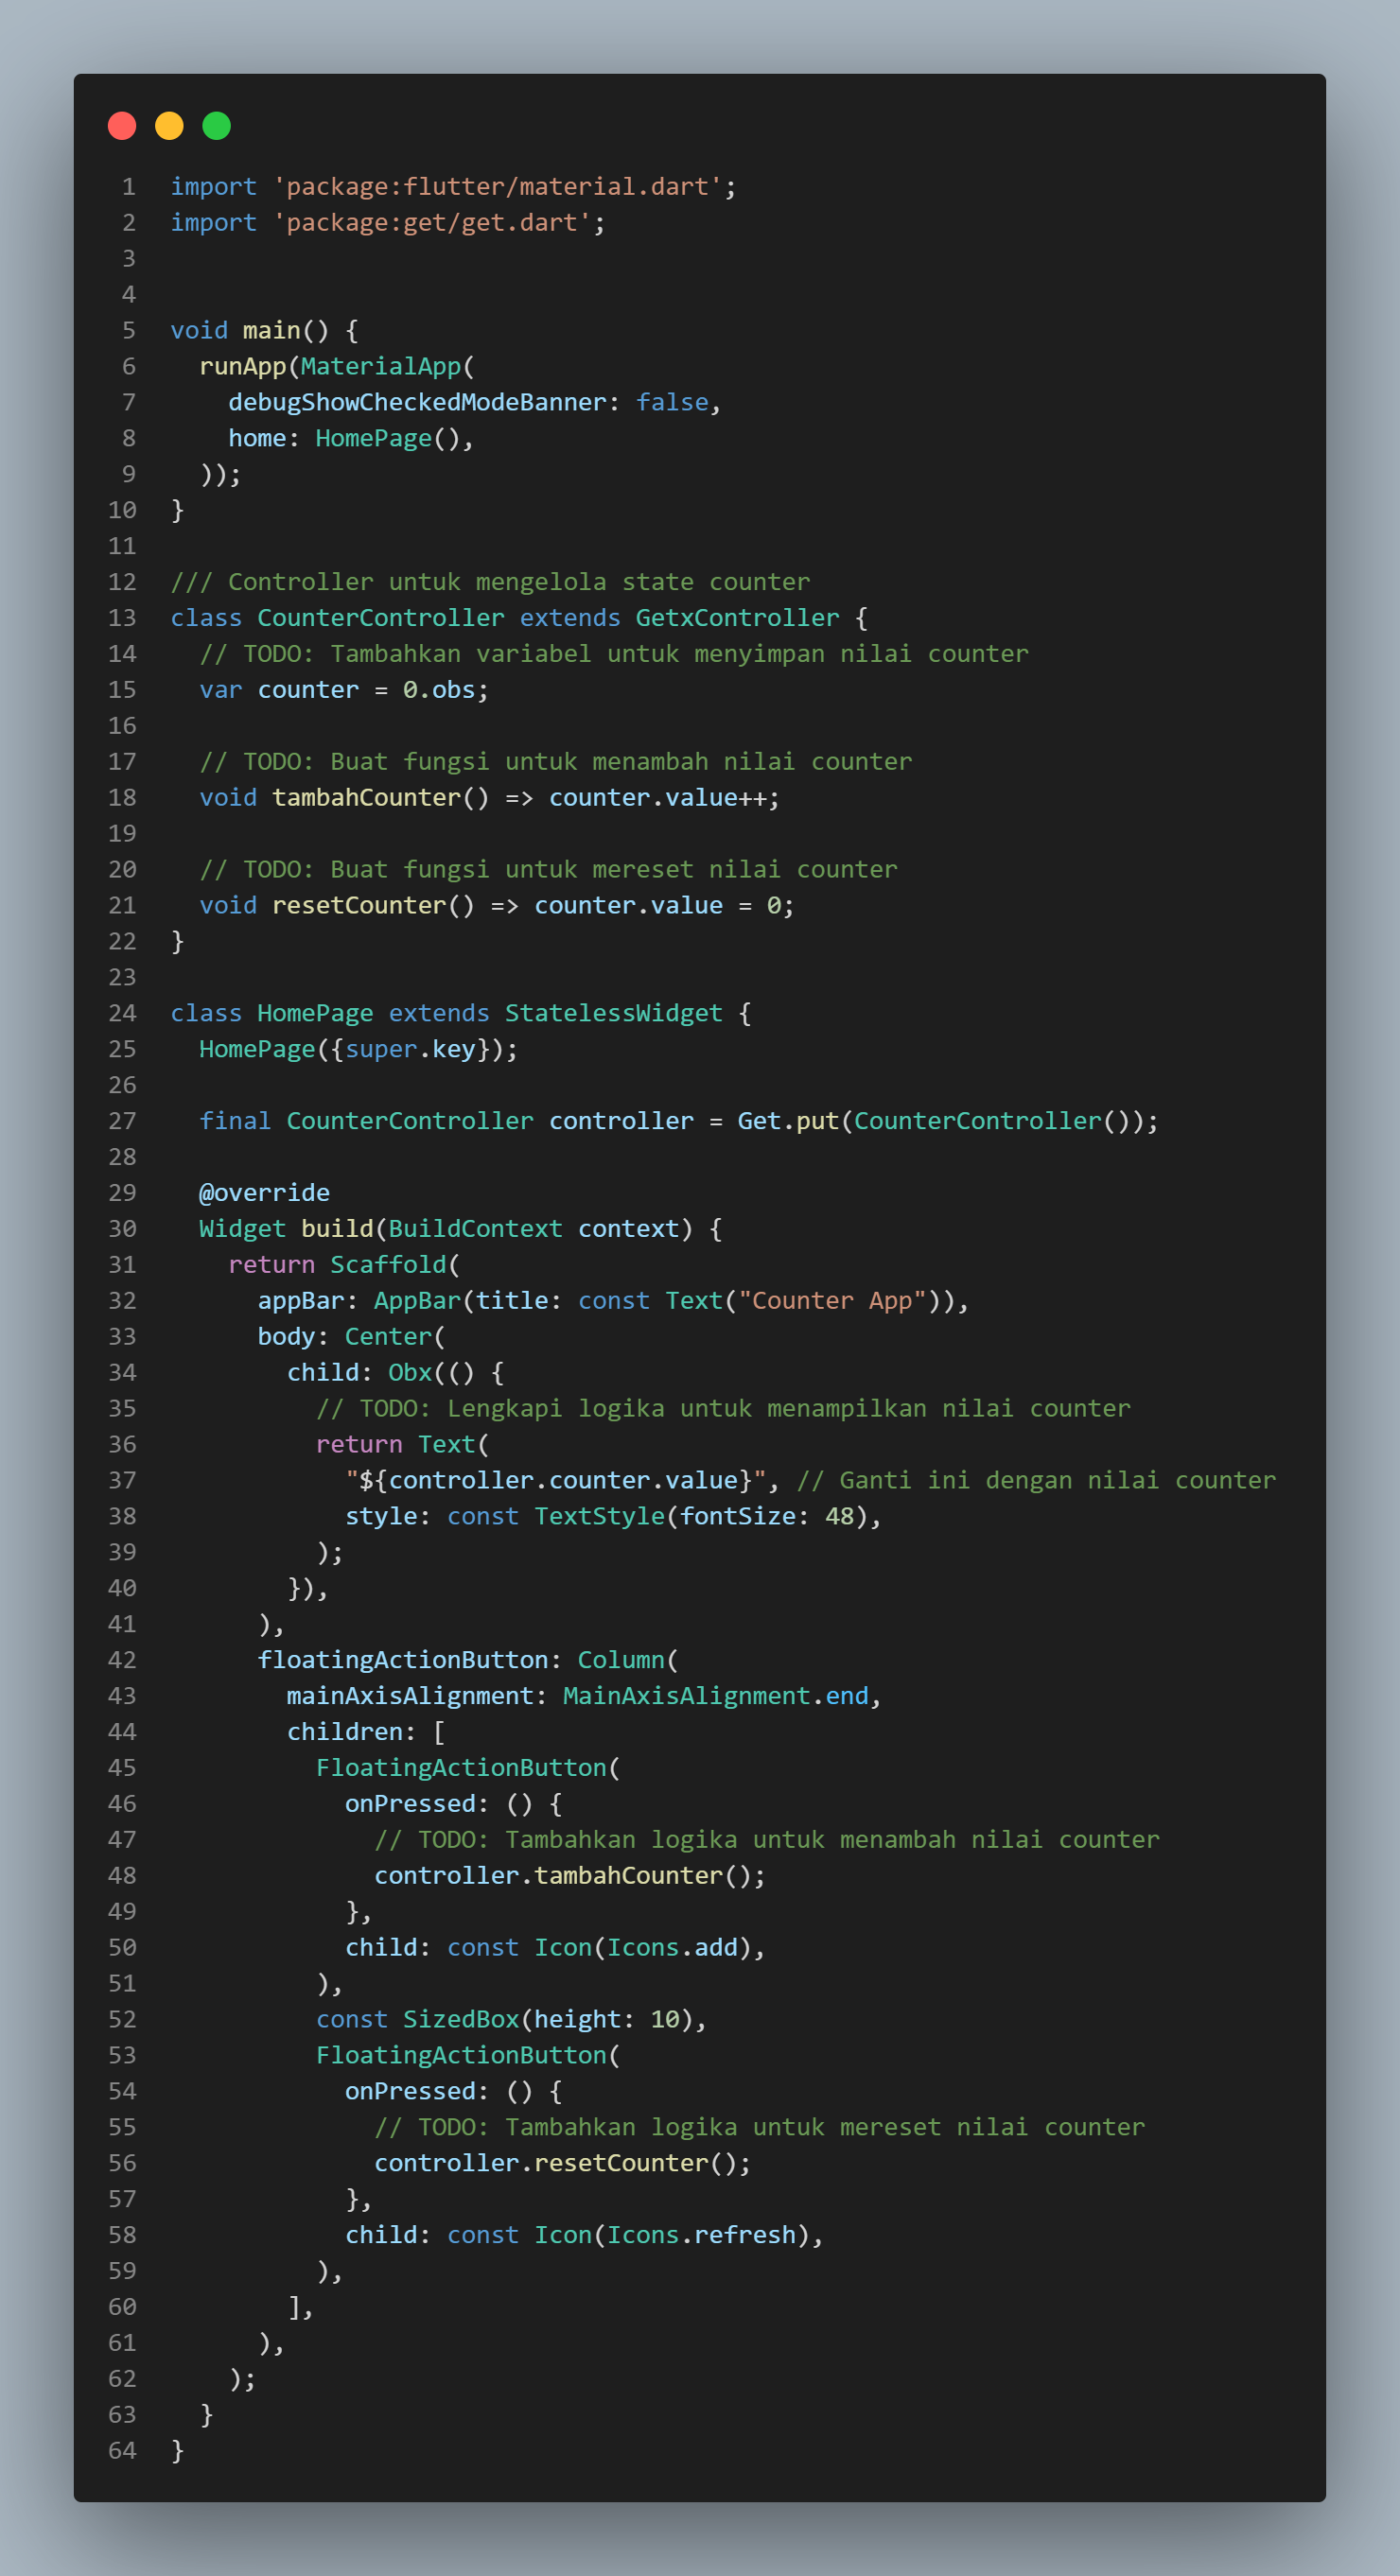 1 import 'package:flutter/material.dart';
2 import 'package:get/get.dart';
3
4
5 void main() {
6   runApp(MaterialApp(
7     debugShowCheckedModeBanner: false,
8     home: HomePage(),
9   ));
10 }
11
12 /// Controller untuk mengelola state counter
13 class CounterController extends GetxController {
14   // TODO: Tambahkan variabel untuk menyimpan nilai counter
15   var counter = 0.obs;
16
17   // TODO: Buat fungsi untuk menambah nilai counter
18   void tambahCounter() => counter.value++;
19
20   // TODO: Buat fungsi untuk mereset nilai counter
21   void resetCounter() => counter.value = 0;
22 }
23
24 class HomePage extends StatelessWidget {
25   HomePage({super.key});
26
27   final CounterController controller = Get.put(CounterController());
28
29   @override
30   Widget build(BuildContext context) {
31     return Scaffold(
32       appBar: AppBar(title: const Text("Counter App")),
33       body: Center(
34         child: Obx(() {
35           // TODO: Lengkapi logika untuk menampilkan nilai counter
36           return Text(
37             "${controller.counter.value}", // Ganti ini dengan nilai counter
38             style: const TextStyle(fontSize: 48),
39           );
40         }),
41       ),
42       floatingActionButton: Column(
43         mainAxisAlignment: MainAxisAlignment.end,
44         children: [
45           FloatingActionButton(
46             onPressed: () {
47               // TODO: Tambahkan logika untuk menambah nilai counter
48               controller.tambahCounter();
49             },
50             child: const Icon(Icons.add),
51           ),
52           const SizedBox(height: 10),
53           FloatingActionButton(
54             onPressed: () {
55               // TODO: Tambahkan logika untuk mereset nilai counter
56               controller.resetCounter();
57             },
58             child: const Icon(Icons.refresh),
59           ),
60         ],
61       ),
62     );
63   }
64 }